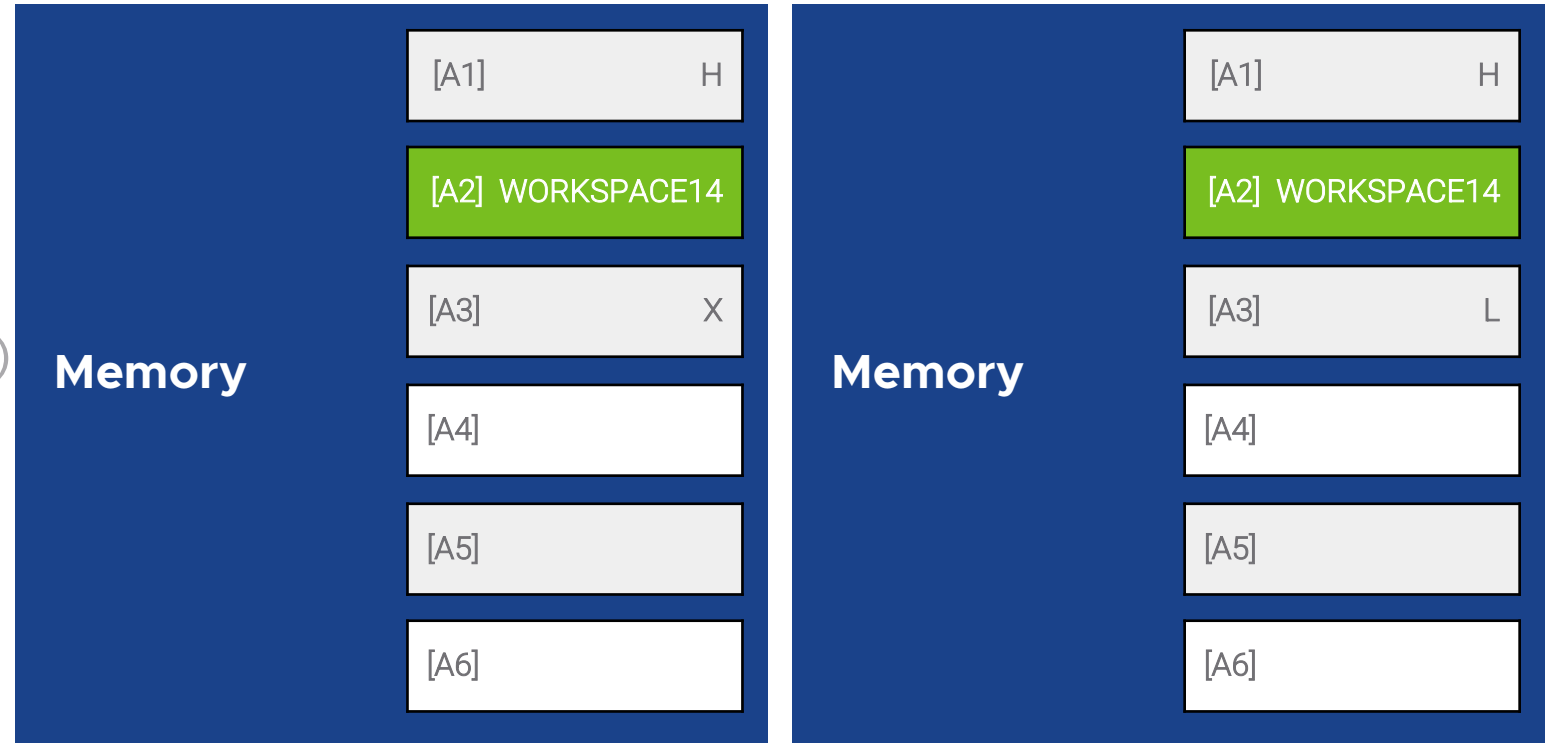 [A1] H
[A2] WORKSPACE14
[A3] X
Memory
[A4]
[A5]
[A6]
[A1] H
[A2] WORKSPACE14
[A3] L
Memory
[A4]
[A5]
[A6]